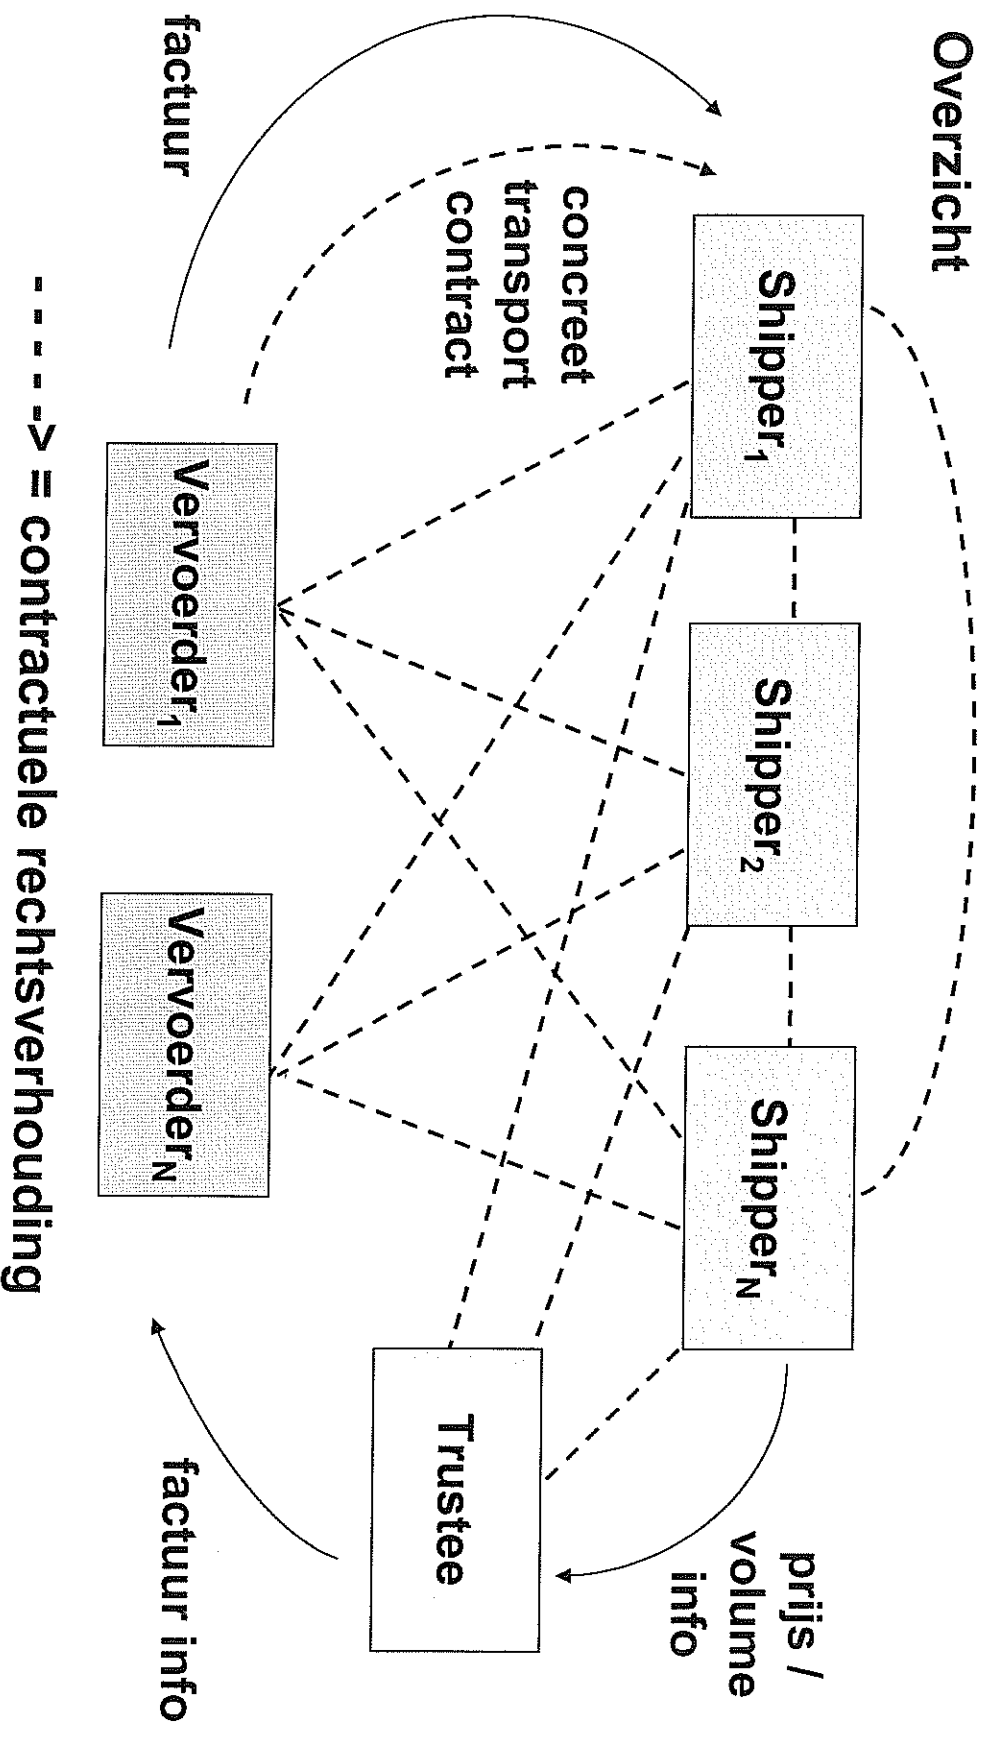 Overzicht
Shipper1
Shipper2
ShipperN
prijs /
volume
info
concreet
transport
contract
Trustee
factuur
Vervoerder1
VervoerderN
factuur info
- - - - -> = contractuele rechtsverhouding